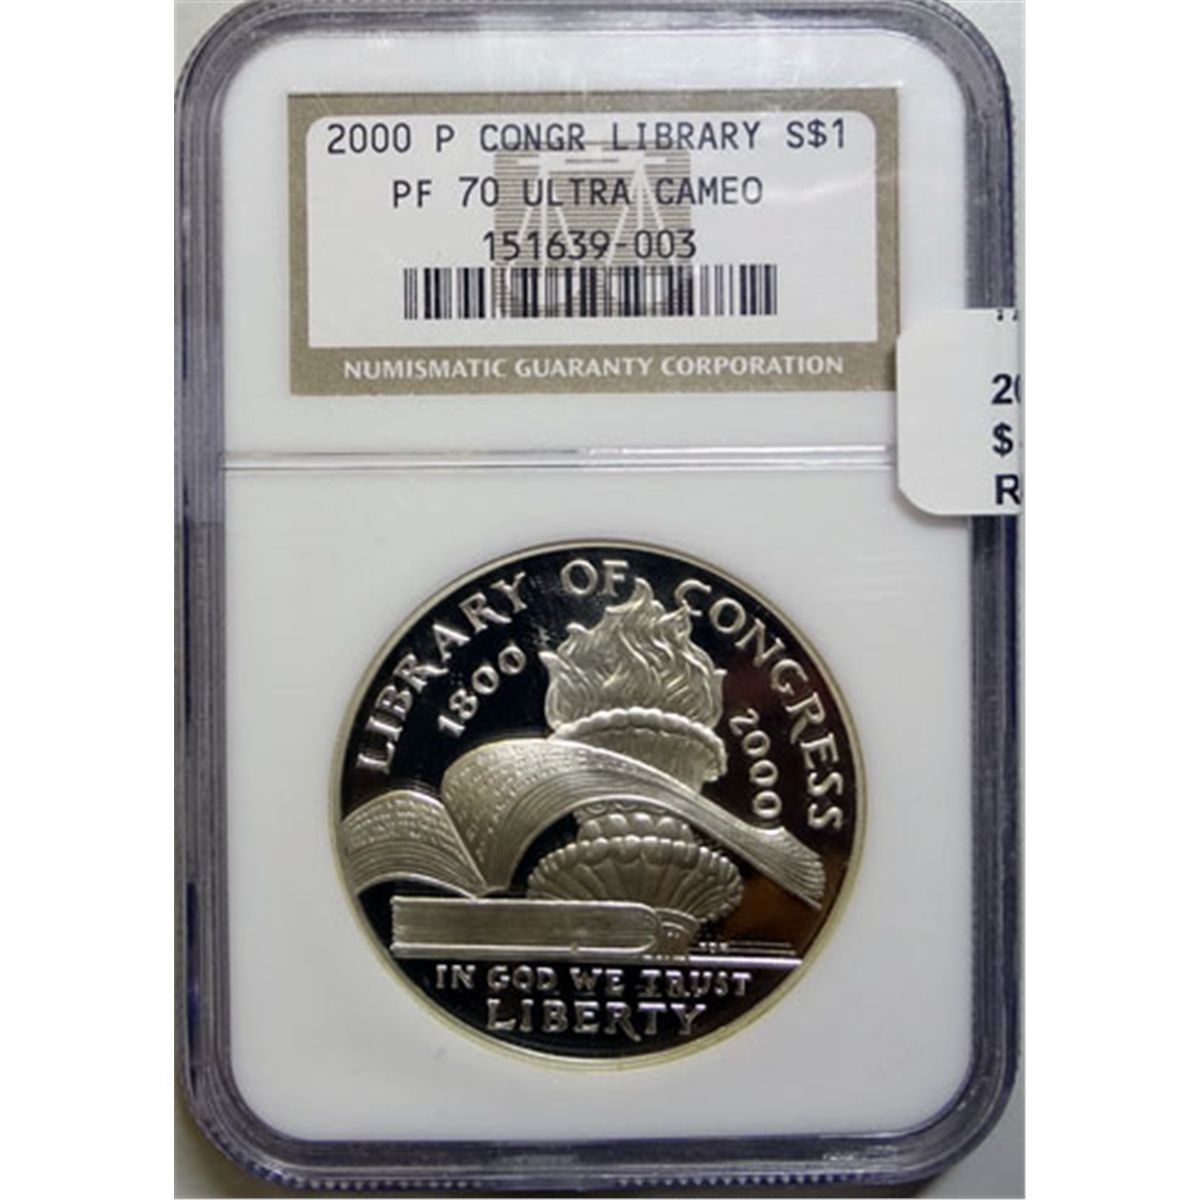 2000 P CONGR LIBRARY S$1
PF 70 ULTRA CAMEO
151639-003
NUMISMATIC GUARANTY CORPORATION
20
$
R
LIBRARY OF CONGRESS
1800
2000
IN GOD WE TRUST
LIBERTY